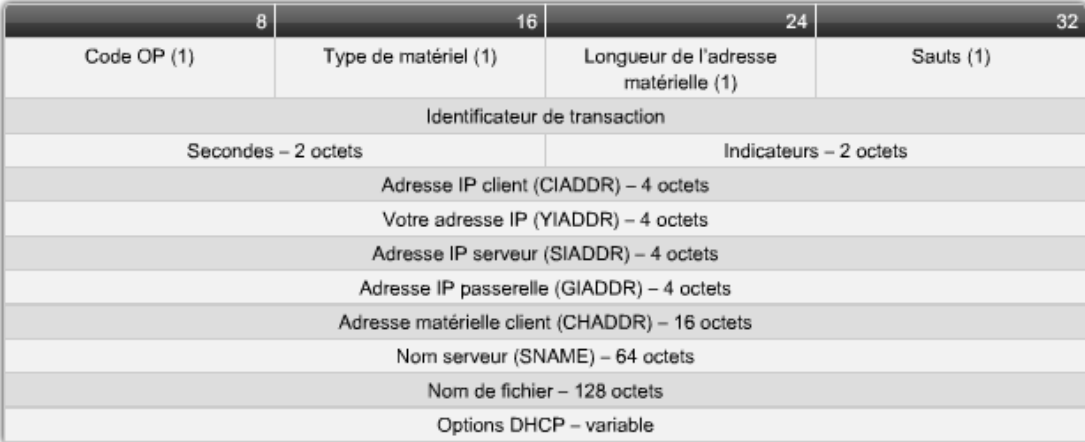 8 16 24 32
Code OP (1) Type de matériel (1) Longueur de l'adresse Sauts (1)
matérielle (1)
Identificateur de transaction
Secondes – 2 octets Indicateurs – 2 octets
Adresse IP client (CIADDR) – 4 octets
Votre adresse IP (YIADDR) – 4 octets
Adresse IP serveur (SIADDR) – 4 octets
Adresse IP passerelle (GIADDR) – 4 octets
Adresse matérielle client (CHADDR) – 16 octets
Nom serveur (SNAME) – 64 octets
Nom de fichier – 128 octets
Options DHCP – variable